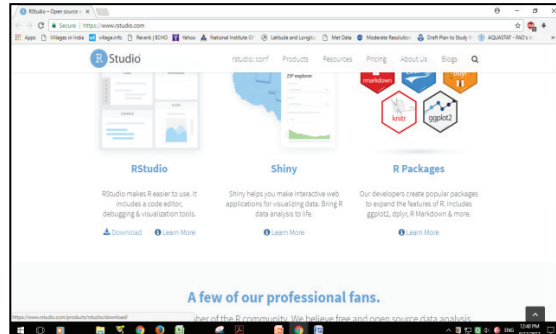 RStudio – Open source a
Secure | https://www.rstudio.com
Apps
Villages in India
village.info
Reverb | ECHO
Yahoo
National Institute Of
Latitude and Longitu
Met Data
Moderate Resolution
Draft Plan to Study
AQUASTAT - FAO's in
R Studio
rstudio::conf
Products
Resources
Pricing
About Us
Blogs
ZIP explorer
rmarkdown
knitr
ggplot2
RStudio
Shiny
R Packages
RStudio makes R easier to use. It
includes a code editor,
debugging & visualization tools.
Shiny helps you make interactive web
applications for visualizing data. Bring R
data analysis to life.
Our developers create popular packages
to expand the features of R. Includes
ggplot2, dplyr, R Markdown & more.
Download
Learn More
Learn More
Learn More
A few of our professional fans.
ber of the R community. We believe free and open source data analysis
https://www.rstudio.com/products/rstudio/download/
12:40 PM